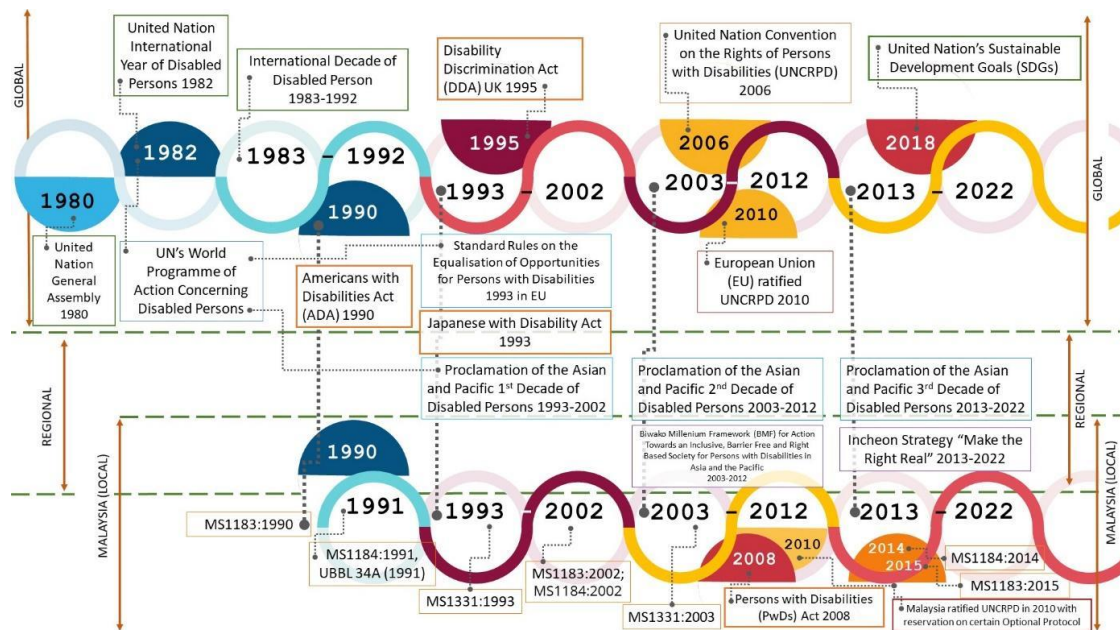 GLOBAL
United Nation
International
Year of Disabled
Persons 1982
International Decade of
Disabled Person
1983-1992
Disability
Discrimination Act
(DDA) UK 1995
United Nation Convention
on the Rights of Persons
with Disabilities (UNCRPD)
2006
United Nation's Sustainable
Development Goals (SDGs)
GLOBAL
1980
1982
1983 – 1992
1990
1995
1993 – 2002
2006
2003 – 2012
2010
2018
2013 – 2022
United
Nation
General
Assembly
1980
UN's World
Programme of
Action Concerning
Disabled Persons
Americans with
Disabilities Act
(ADA) 1990
Standard Rules on the
Equalisation of Opportunities
for Persons with Disabilities
1993 in EU
European Union
(EU) ratified
UNCRPD 2010
Japanese with Disability Act
1993
REGIONAL
Proclamation of the Asian
and Pacific 1st Decade of
Disabled Persons 1993-2002
Proclamation of the Asian
and Pacific 2nd Decade of
Disabled Persons 2003-2012
Proclamation of the Asian
and Pacific 3rd Decade of
Disabled Persons 2013-2022
REGIONAL
Biwako Millenium Framework (BMF) for Action
Towards an Inclusive, Barrier Free and Right
Based Society for Persons with Disabilities In
Asia and the Pacific
2003-2012
Incheon Strategy "Make the
Right Real" 2013-2022
MALAYSIA (LOCAL)
1990
1991
1993 – 2002
2003 – 2012
2008
2010
2013 – 2022
2014
2015
MALAYSIA (LOCAL)
MS1183:1990
MS1184:1991,
UBBL 34A (1991)
MS1331:1993
MS1183:2002;
MS1184:2002
MS1331:2003
Persons with Disabilities
(PwDs) Act 2008
MS1184:2014
MS1183:2015
Malaysia ratified UNCRPD in 2010 with
reservation on certain Optional Protocol